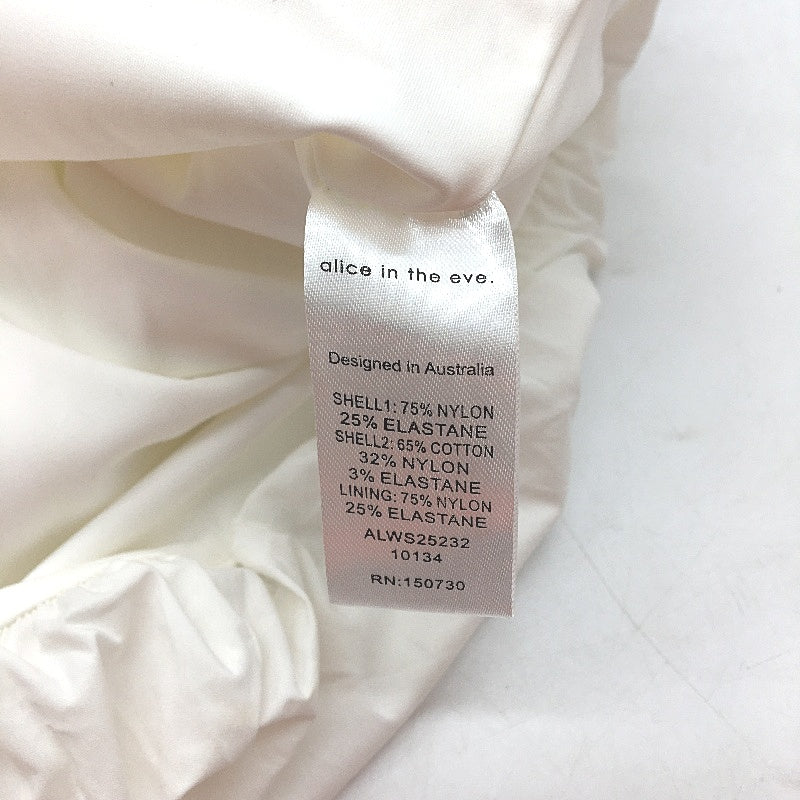 alice in the eve.
Designed in Australia
SHELL1: 75% NYLON
25% ELASTANE
SHELL2: 65% COTTON
32% NYLON
3% ELASTANE
LINING: 75% NYLON
25% ELASTANE
ALWS25232
10134
RN:150730